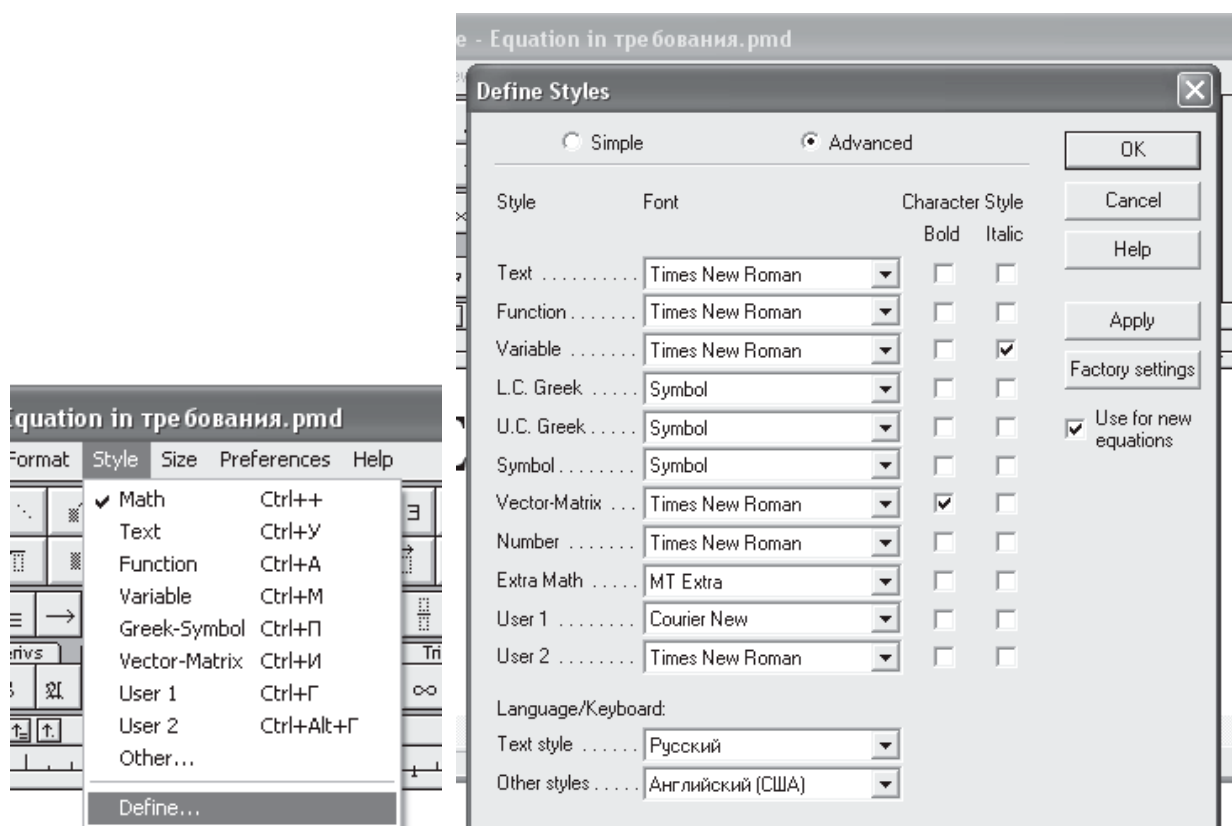 Equation in требования.pmd
Format Style Size Preferences Help
Math Ctrl++
Text Ctrl+У
Function Ctrl+А
Variable Ctrl+М
Greek-Symbol Ctrl+П
Vector-Matrix Ctrl+И
User 1 Ctrl+Г
User 2 Ctrl+Alt+Г
Other...
Define...
e - Equation in требования.pmd
Define Styles
Simple Advanced
OK
Cancel
Help
Apply
Factory settings
Use for new
equations
Style Font Character Style
Bold Italic
Text .......... Times New Roman
Function ....... Times New Roman
Variable ....... Times New Roman
L.C. Greek ..... Symbol
U.C. Greek ..... Symbol
Symbol ........ Symbol
Vector-Matrix ... Times New Roman
Number ....... Times New Roman
Extra Math ..... MT Extra
User 1 ........ Courier New
User 2 ........ Times New Roman
Language/Keyboard:
Text style ...... Русский
Other styles ..... Английский (США)